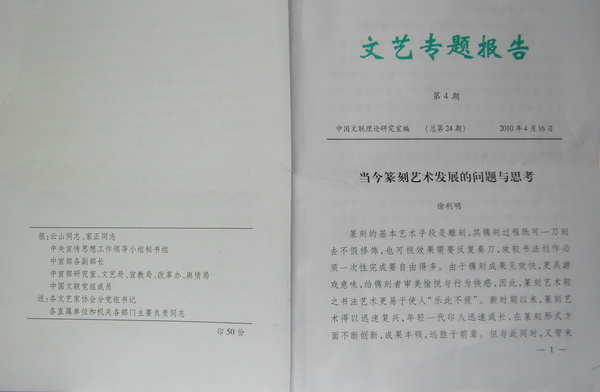 报：云山同志，家正同志
中央宣传思想工作领导小组秘书组
中宣部各副部长
中宣部研究室、文艺局、宣教局、改革办、舆情局
中国文联党组成员
送：各文艺家协会分党组书记
各直属单位和机关各部门主要负责同志
印 50 份
文艺专题报告
第 4 期
中国文联理论研究室编 (总第 24 期) 2010 年 4 月 16 日
当今篆刻艺术发展的问题与思考
徐利明
篆刻的基本艺术手段是雕刻，其镌刻过程既可一刀刻
去不假修饰，也可视效果需要反复奏刀，故较书法创作必
须一次性完成要自由得多。由于镌刻成果见效快，更具游
戏意味，给镌刻者审美愉悦与行为快感，因此，篆刻艺术较
之书法艺术更易于使人“乐此不疲”。新时期以来，篆刻艺
术得以迅速复兴，年轻一代印人迅速成长，在篆刻形式方
面不断创新，成果丰硕，远胜于前辈。但与此同时，又带来
— 1 —